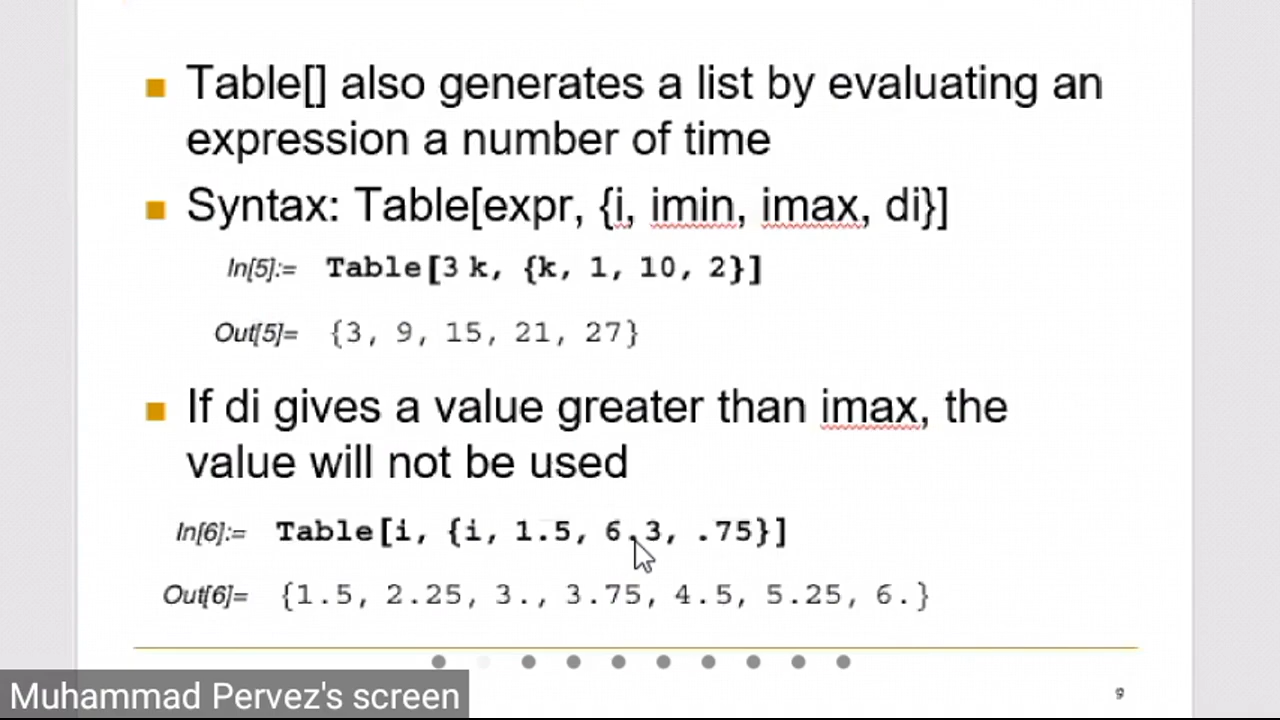 Table[] also generates a list by evaluating an
expression a number of time
Syntax: Table[expr, {i, imin, imax, di}]
In[5]:= Table[3 k, {k, 1, 10, 2}]
Out[5]= {3, 9, 15, 21, 27}
If di gives a value greater than imax, the
value will not be used
In[6]:= Table[i, {i, 1.5, 6.3, .75}]
Out[6]= {1.5, 2.25, 3., 3.75, 4.5, 5.25, 6.}
9
Muhammad Pervez's screen